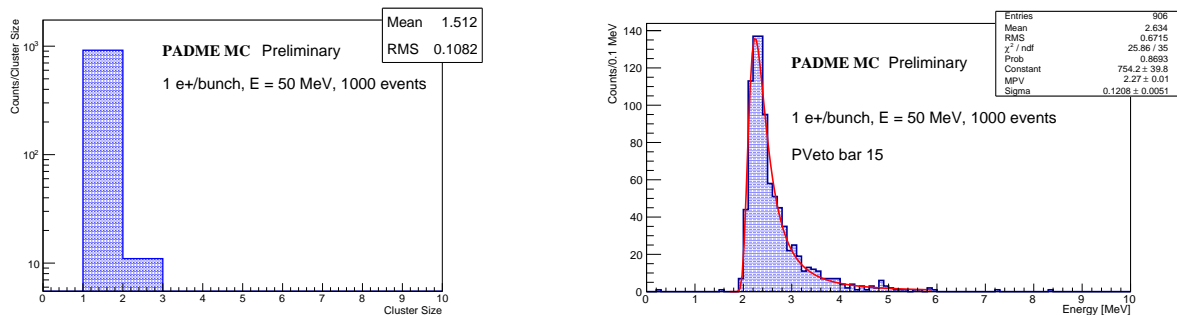 Counts/Cluster Size
10³
10²
10
0 1 2 3 4 5 6 7 8 9 10
Cluster Size
PADME MC Preliminary
1 e+/bunch, E = 50 MeV, 1000 events
Mean 1.512
RMS 0.1082
Counts/0.1 MeV
140
120
100
80
60
40
20
0
0 1 2 3 4 5 6 7 8 9 10
Energy [MeV]
PADME MC Preliminary
1 e+/bunch, E = 50 MeV, 1000 events
PVeto bar 15
Entries 906
Mean 2.634
RMS 0.6715
χ² / ndf 25.86 / 35
Prob 0.8693
Constant 754.2 ± 39.8
MPV 2.27 ± 0.01
Sigma 0.1208 ± 0.0051